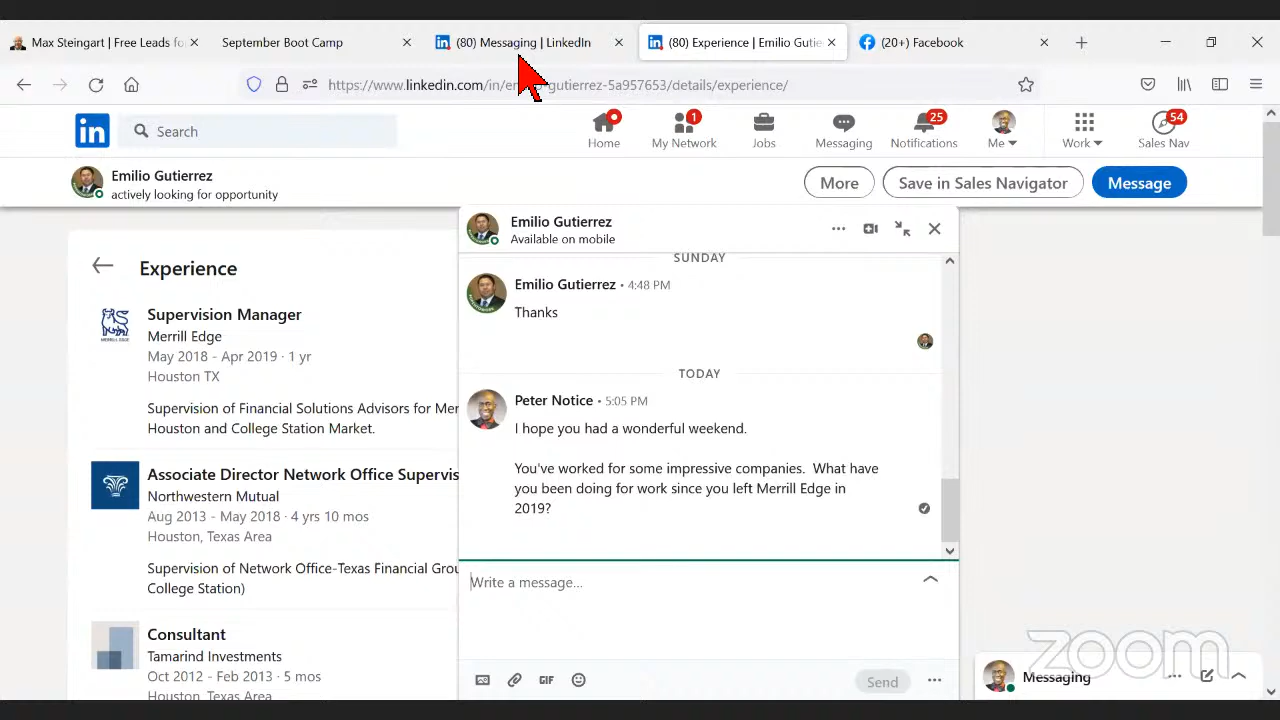 Max Steingart | Free Leads fo
September Boot Camp
(80) Messaging | LinkedIn
(80) Experience | Emilio Gutie
(20+) Facebook
https://www.linkedin.com/in/e -gutierrez-5a957653/details/experience/
in
Search
Home
My Network
1
Jobs
Messaging
Notifications
25
Me
Work
Sales Nav
54
Emilio Gutierrez
actively looking for opportunity
More
Save in Sales Navigator
Message
Experience
Supervision Manager
Merrill Edge
May 2018 - Apr 2019 · 1 yr
Houston TX
Supervision of Financial Solutions Advisors for Mer
Houston and College Station Market.
Associate Director Network Office Supervis
Northwestern Mutual
Aug 2013 - May 2018 · 4 yrs 10 mos
Houston, Texas Area
Supervision of Network Office-Texas Financial Grou
College Station)
Consultant
Tamarind Investments
Oct 2012 - Feb 2013 · 5 mos
Houston, Texas Area
Emilio Gutierrez
Available on mobile
SUNDAY
Emilio Gutierrez • 4:48 PM
Thanks
TODAY
Peter Notice • 5:05 PM
I hope you had a wonderful weekend.
You've worked for some impressive companies. What have
you been doing for work since you left Merrill Edge in
2019?
Write a message...
GIF
Send
Messaging
zoom